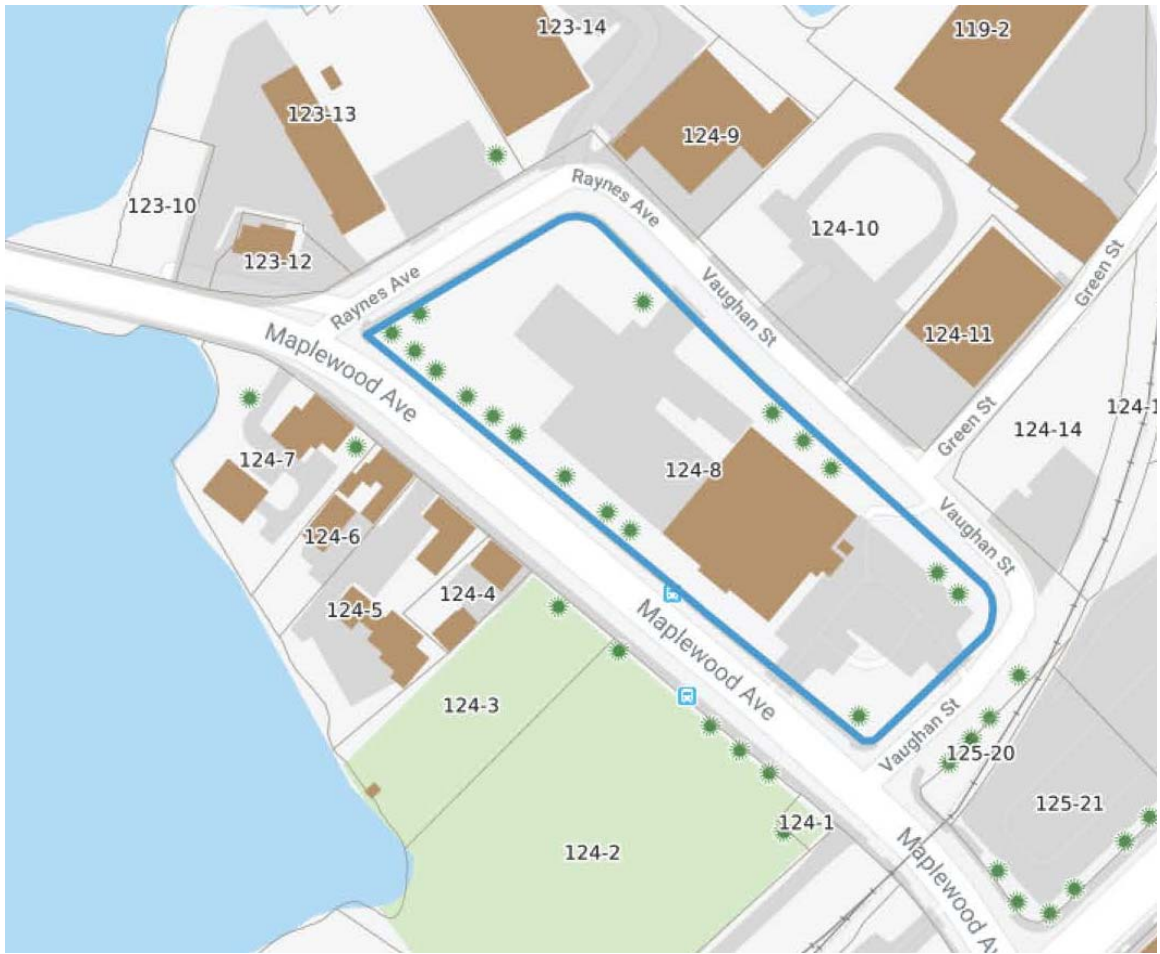 123-14
119-2
123-13
124-9
Raynes Ave
123-10
124-10
123-12
Green St
Raynes Ave
Vaughan St
124-11
Maplewood Ave
124-1
Green St
124-14
124-7
124-8
Vaughan St
124-6
124-4
124-5
Maplewood Ave
124-3
Vaughan St
125-20
125-21
124-1
124-2
Maplewood Av